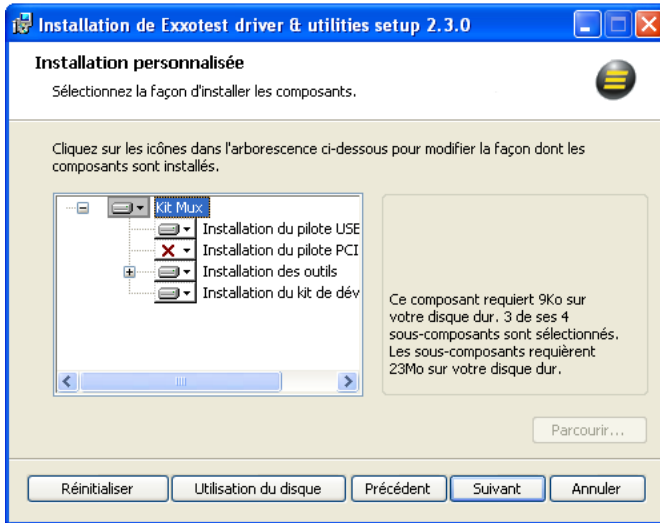 Installation de Exxotest driver & utilities setup 2.3.0
Installation personnalisée
Sélectionnez la façon d'installer les composants.
Cliquez sur les icônes dans l'arborescence ci-dessous pour modifier la façon dont les
composants sont installés.
Kit Mux
Installation du pilote USB
Installation du pilote PCI
Installation des outils
Installation du kit de dév
Ce composant requiert 9Ko sur
votre disque dur. 3 de ses 4
sous-composants sont sélectionnés.
Les sous-composants requièrent
23Mo sur votre disque dur.
Parcourir...
Réinitialiser
Utilisation du disque
Précédent
Suivant
Annuler